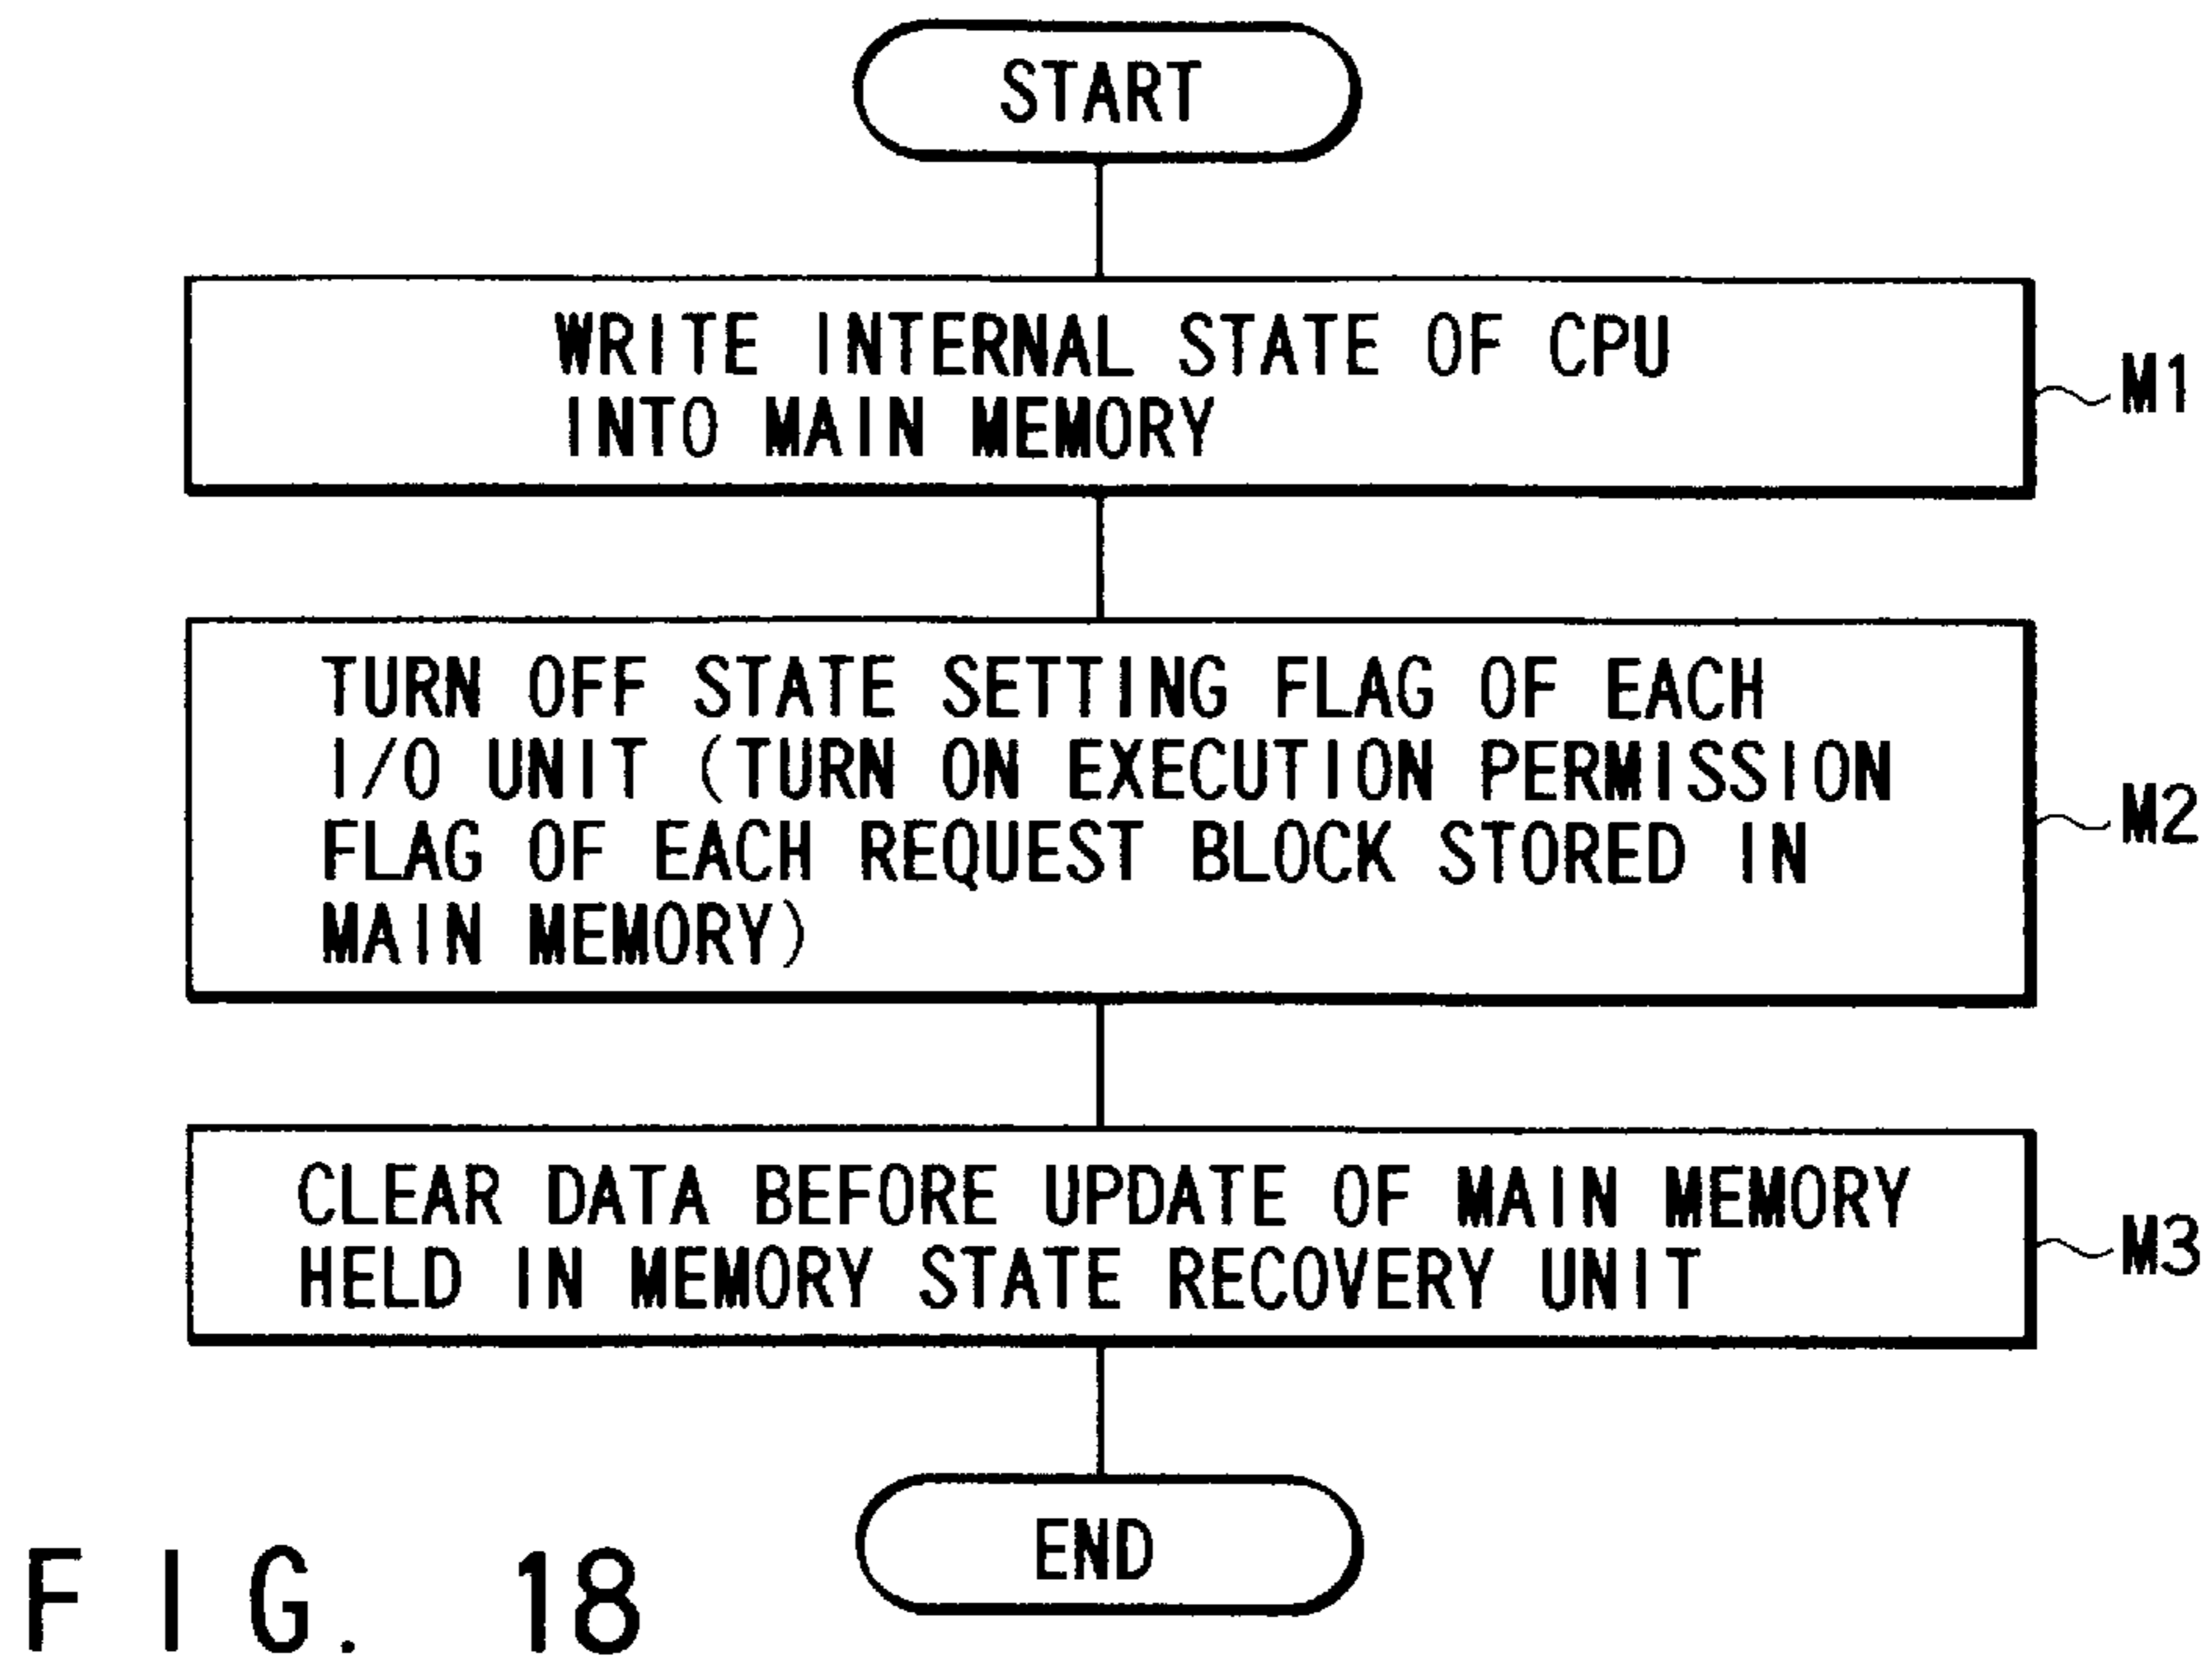 START
WRITE INTERNAL STATE OF CPU
INTO MAIN MEMORY
M1
TURN OFF STATE SETTING FLAG OF EACH
I/O UNIT (TURN ON EXECUTION PERMISSION
FLAG OF EACH REQUEST BLOCK STORED IN
MAIN MEMORY)
M2
CLEAR DATA BEFORE UPDATE OF MAIN MEMORY
HELD IN MEMORY STATE RECOVERY UNIT
M3
END
FIG. 18